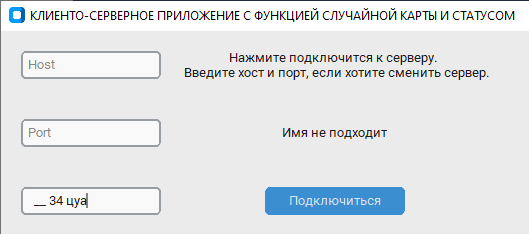 КЛИЕНТО-СЕРВЕРНОЕ ПРИЛОЖЕНИЕ С ФУНКЦИЕЙ СЛУЧАЙНОЙ КАРТЫ И СТАТУСОМ
Host
Нажмите подключится к серверу.
Введите хост и порт, если хотите сменить сервер.
Port
Имя не подходит
__ 34 цуа
Подключиться